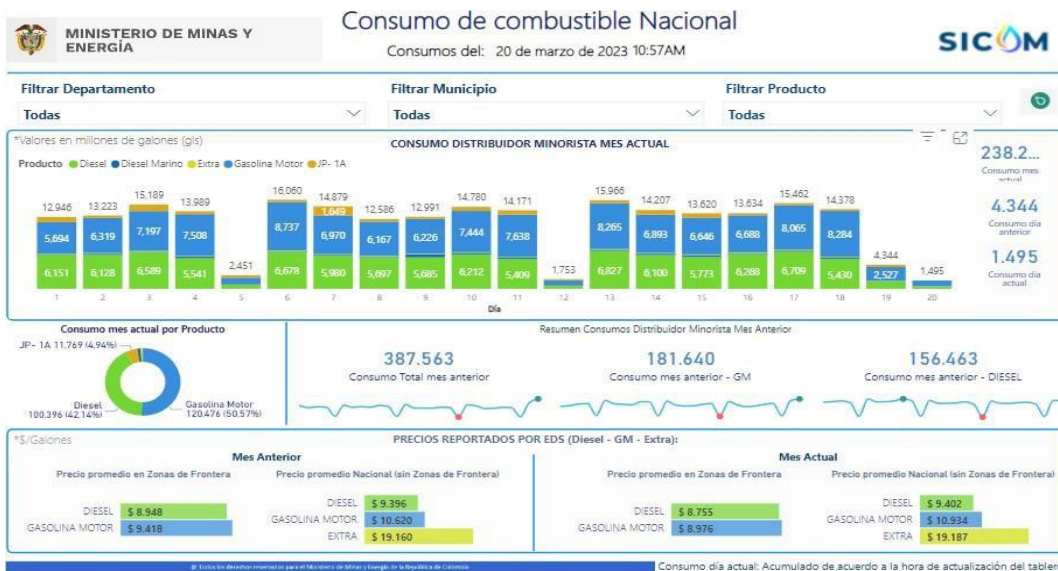 MINISTERIO DE MINAS Y
ENERGÍA
Consumo de combustible Nacional
Consumos del: 20 de marzo de 2023 10:57AM
SICOM
Filtrar Departamento
Todas
Filtrar Municipio
Todas
Filtrar Producto
Todas
*Valores en millones de galones (gls)
CONSUMO DISTRIBUIDOR MINORISTA MES ACTUAL
Producto Diesel Diesel Marino Extra Gasolina Motor JP- 1A
12,946 13,223 15,189 13,989 2,451 16,060 14,879 12,586 12,991 14,780 14,171 1,753 15,966 14,207 13,620 13,634 15,462 14,378 4,344 1,495
1,649
5,694 6,319 7,197 7,508 8,737 6,970 6,167 6,226 7,444 7,638 8,265 6,893 6,646 6,688 8,065 8,284 2,527
6,151 6,128 6,589 5,541 6,678 5,980 5,697 5,685 6,212 5,409 6,827 6,100 5,773 6,268 6,709 5,430
1 2 3 4 5 6 7 8 9 10 11 12 13 14 15 16 17 18 19 20
Día
238.2...
Consumo mes
actual
4.344
Consumo día
anterior
1.495
Consumo día
actual
Consumo mes actual por Producto
JP- 1A 11,769 (4.94%)
Diesel
100,396 (42.14%)
Gasolina Motor
120,476 (50.57%)
Resumen Consumos Distribuidor Minorista Mes Anterior
387.563
Consumo Total mes anterior
181.640
Consumo mes anterior - GM
156.463
Consumo mes anterior - DIESEL
*$/Galones
PRECIOS REPORTADOS POR EDS (Diesel - GM - Extra):
Mes Anterior
Precio promedio en Zonas de Frontera
DIESEL $ 8.948
GASOLINA MOTOR $ 9.418
Precio promedio Nacional (sin Zonas de Frontera)
DIESEL $ 9.396
GASOLINA MOTOR $ 10.620
EXTRA $ 19.160
Mes Actual
Precio promedio en Zonas de Frontera
DIESEL $ 8.755
GASOLINA MOTOR $ 8.976
Precio promedio Nacional (sin Zonas de Frontera)
DIESEL $ 9.402
GASOLINA MOTOR $ 10.934
EXTRA $ 19.187
@ Todos los derechos reservados para el Ministerio de Minas y Energía de la República de Colombia
Consumo día actual: Acumulado de acuerdo a la hora de actualización del tabler